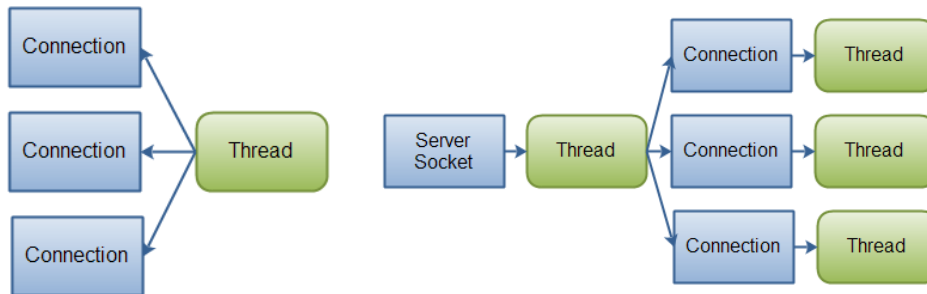 Connection
Connection
Thread
Connection
Server
Socket
Thread
Connection
Thread
Connection
Thread
Connection
Thread